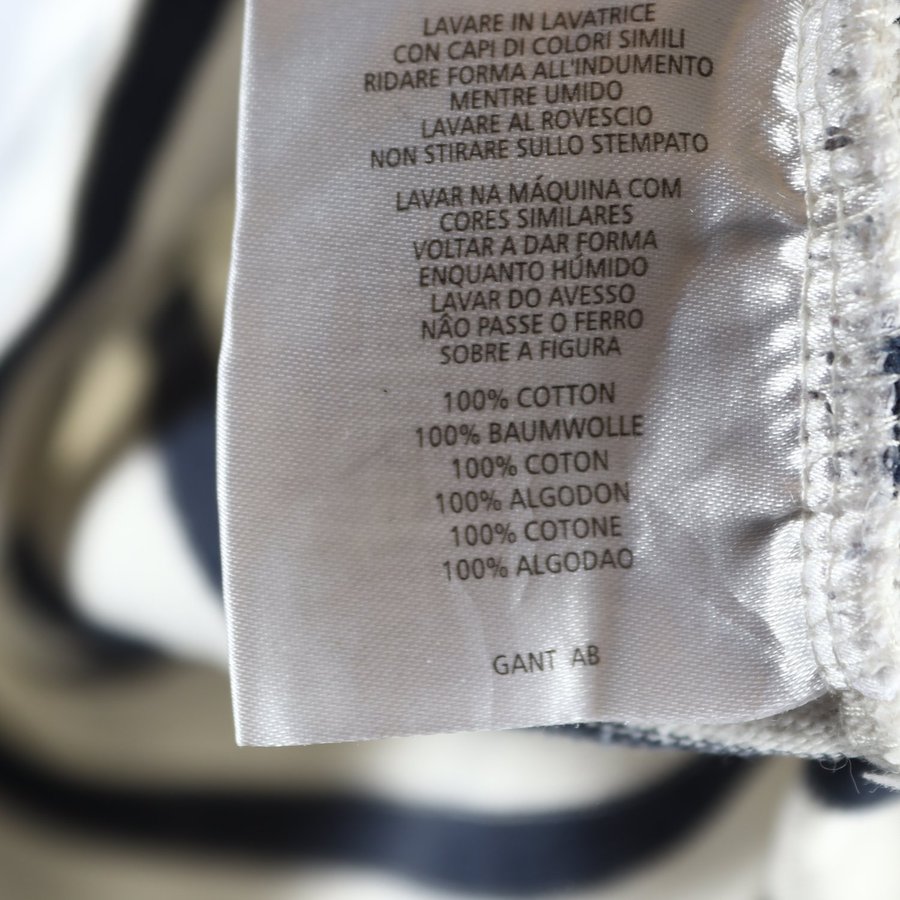 LAVARE IN LAVATRICE
CON CAPI DI COLORI SIMILI
RIDARE FORMA ALL'INDUMENTO
MENTRE UMIDO
LAVARE AL ROVESCIO
NON STIRARE SULLO STEMPATO
LAVAR NA MÁQUINA COM
CORES SIMILARES
VOLTAR A DAR FORMA
ENQUANTO HÚMIDO
LAVAR DO AVESSO
NÂO PASSE O FERRO
SOBRE A FIGURA
100% COTTON
100% BAUMWOLLE
100% COTON
100% ALGODON
100% COTONE
100% ALGODAO
GANT AB